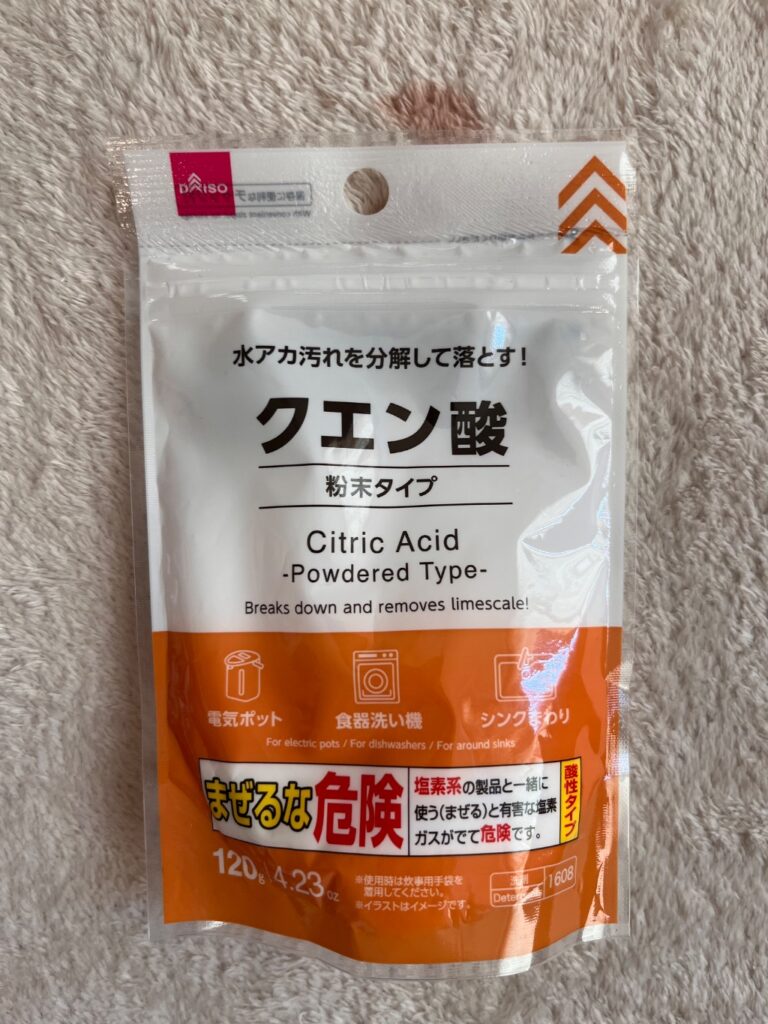 DAISO
水アカ汚れを分解して落とす!
クエン酸
粉末タイプ
Citric Acid
-Powdered Type-
Breaks down and removes limescale!
電気ポット 食器洗い機 シンクまわり
For electric pots / For dishwashers / For around sinks
まぜるな危険
塩素系の製品と一緒に
使う(まぜる)と有害な塩素
ガスがでて危険です。
酸性タイプ
120g 4.23oz
※使用時は炊事用手袋を
着用してください。
※イラストはイメージです。
洗剤
Detergent
1608